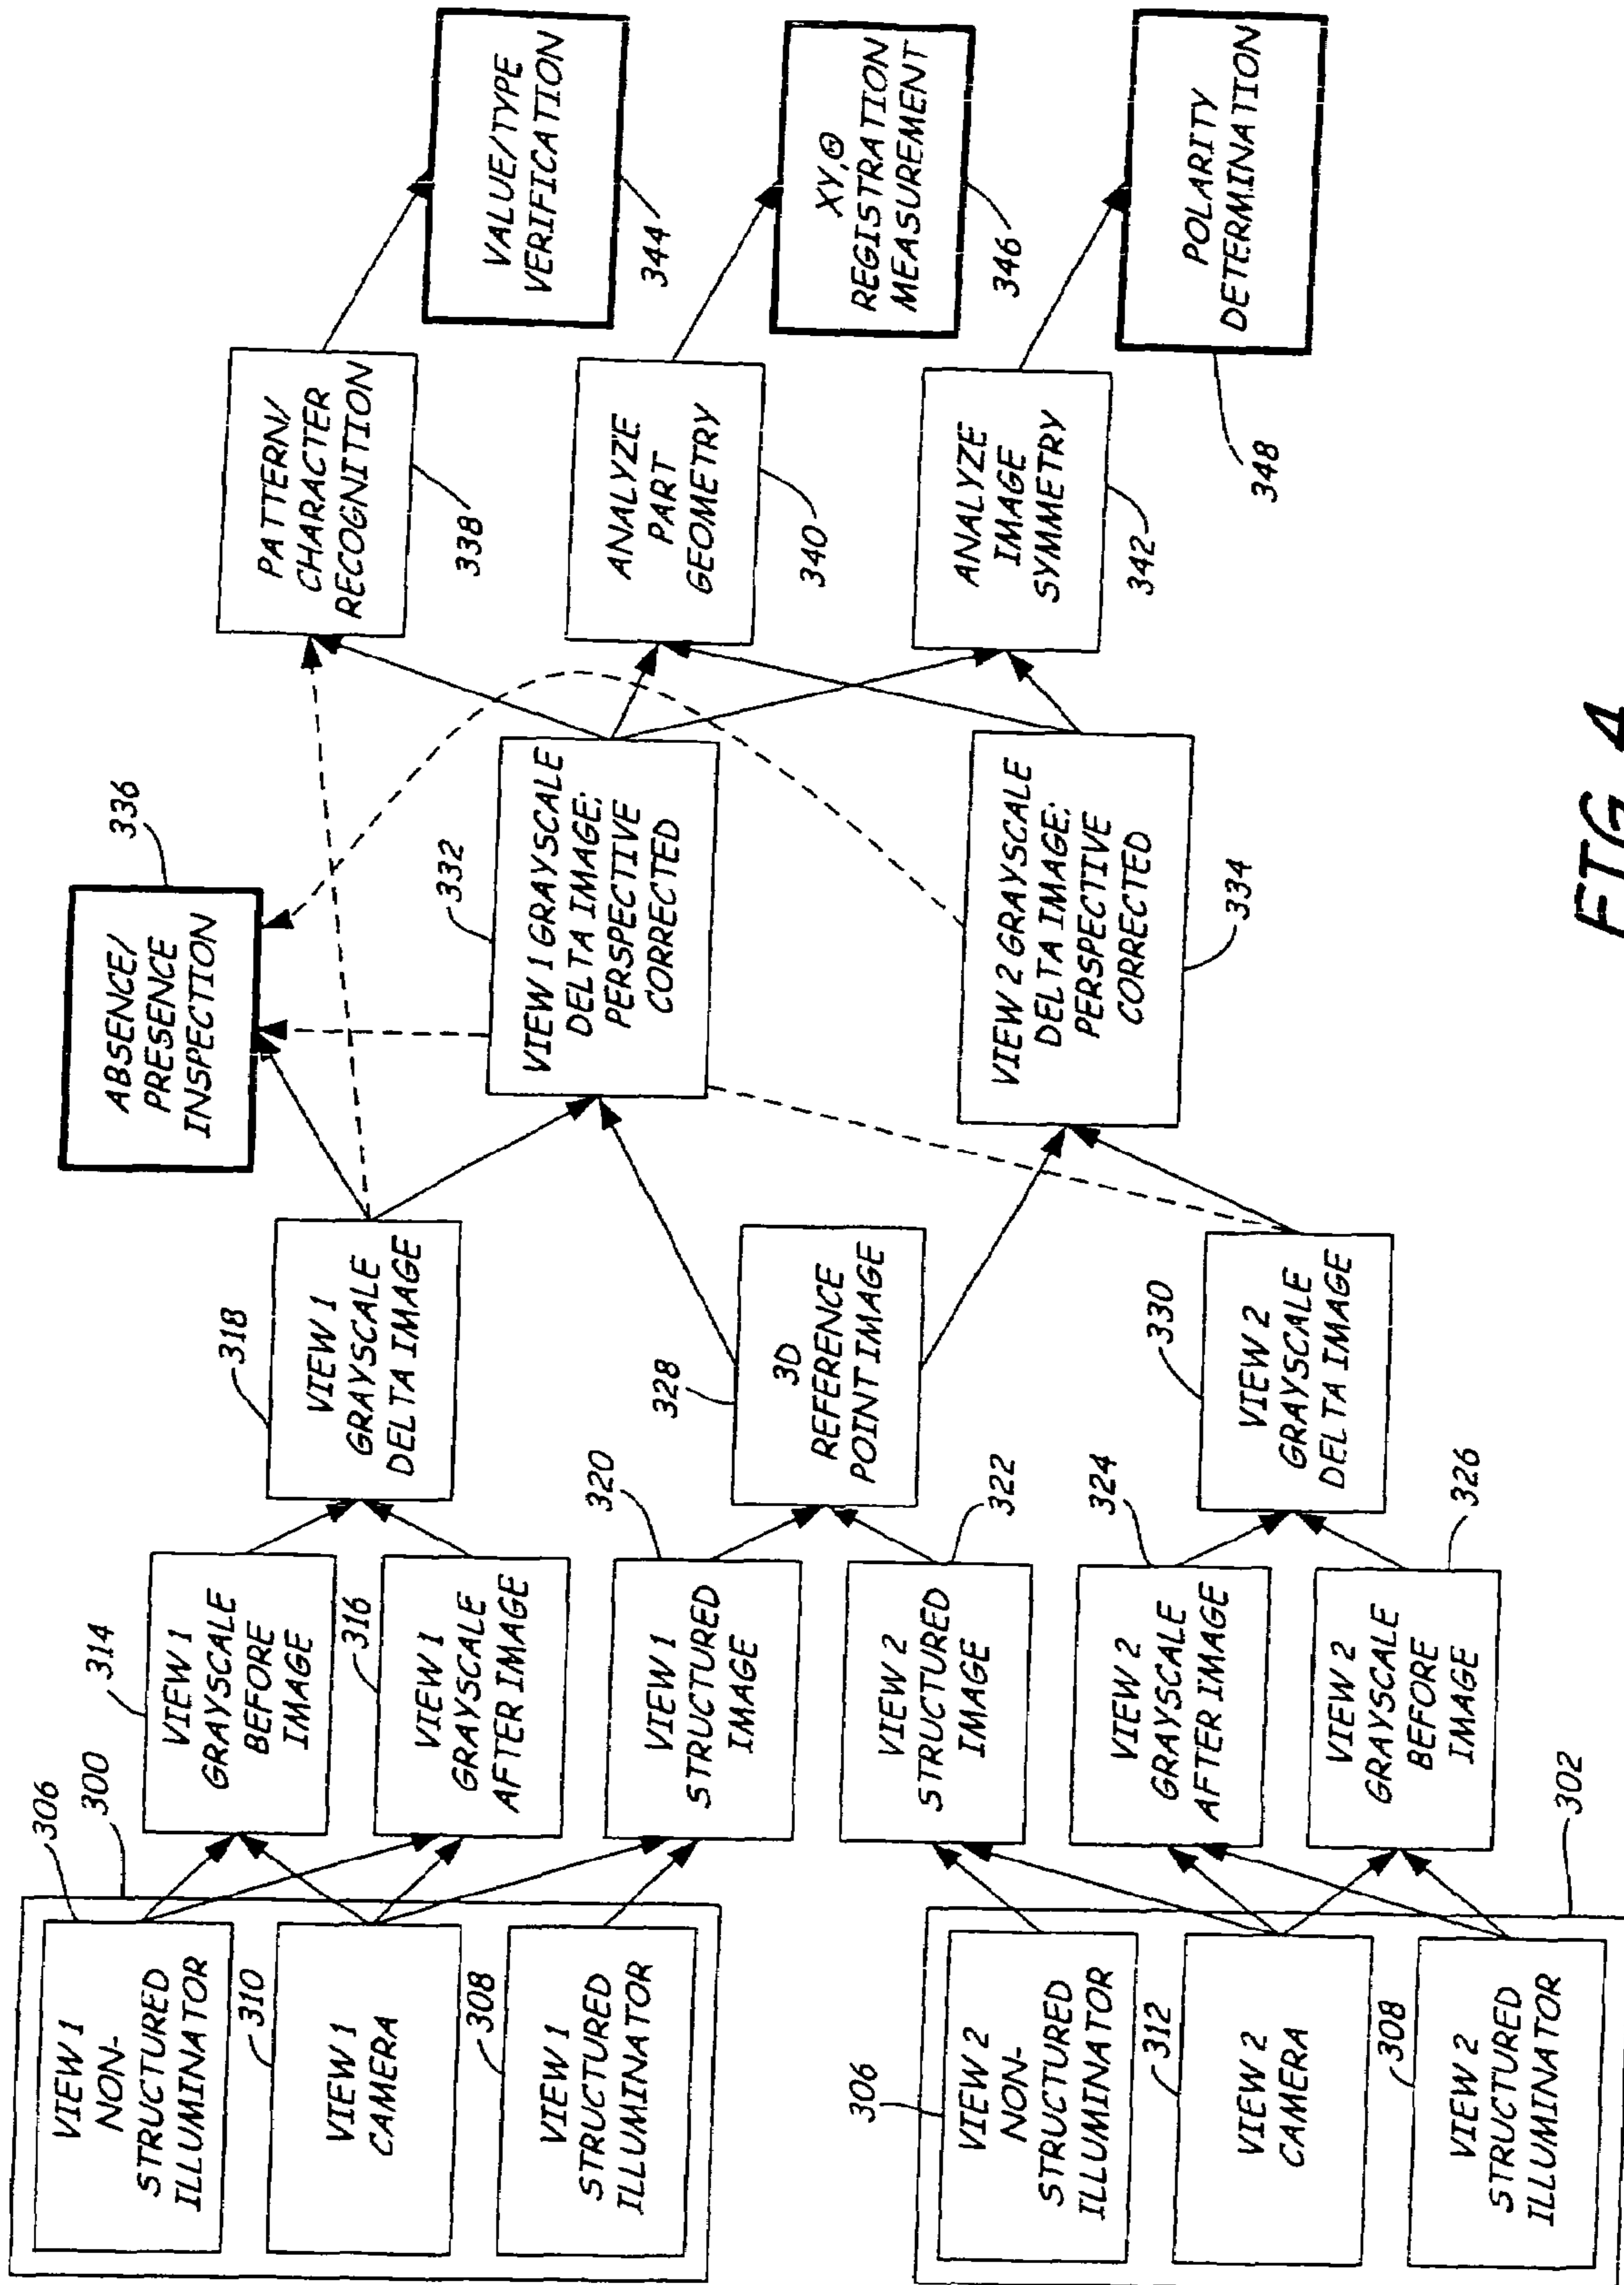 306
300
VIEW 1
NON-
STRUCTURED
ILLUMINATOR
310
VIEW 1
CAMERA
308
VIEW 1
STRUCTURED
ILLUMINATOR
306
VIEW 2
NON-
STRUCTURED
ILLUMINATOR
312
VIEW 2
CAMERA
308
VIEW 2
STRUCTURED
ILLUMINATOR
302
314
VIEW 1
GRAYSCALE
BEFORE
IMAGE
316
VIEW 1
GRAYSCALE
AFTER IMAGE
320
VIEW 1
STRUCTURED
IMAGE
322
VIEW 2
STRUCTURED
IMAGE
324
VIEW 2
GRAYSCALE
AFTER IMAGE
326
VIEW 2
GRAYSCALE
BEFORE
IMAGE
318
VIEW 1
GRAYSCALE
DELTA IMAGE
328
3D
REFERENCE
POINT IMAGE
330
VIEW 2
GRAYSCALE
DELTA IMAGE
336
ABSENCE/
PRESENCE
INSPECTION
332
VIEW 1 GRAYSCALE
DELTA IMAGE;
PERSPECTIVE
CORRECTED
VIEW 2 GRAYSCALE
DELTA IMAGE;
PERSPECTIVE
CORRECTED
334
PATTERN/
CHARACTER
RECOGNITION
338
ANALYZE
PART
GEOMETRY
340
ANALYZE
IMAGE
SYMMETRY
342
VALUE/TYPE
VERIFICATION
344
XY,Θ
REGISTRATION
MEASUREMENT
346
POLARITY
DETERMINATION
348
FIG 4